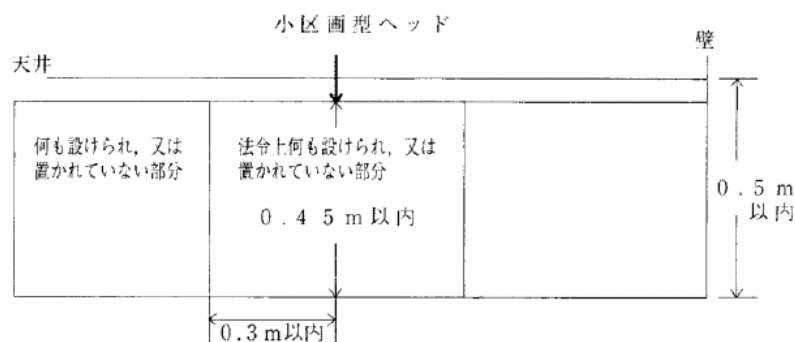 小区画型ヘッド
壁
天井
何も設けられ，又は
置かれていない部分
法令上何も設けられ，又は
置かれていない部分
0.45m以内
0.5m
以内
0.3m以内